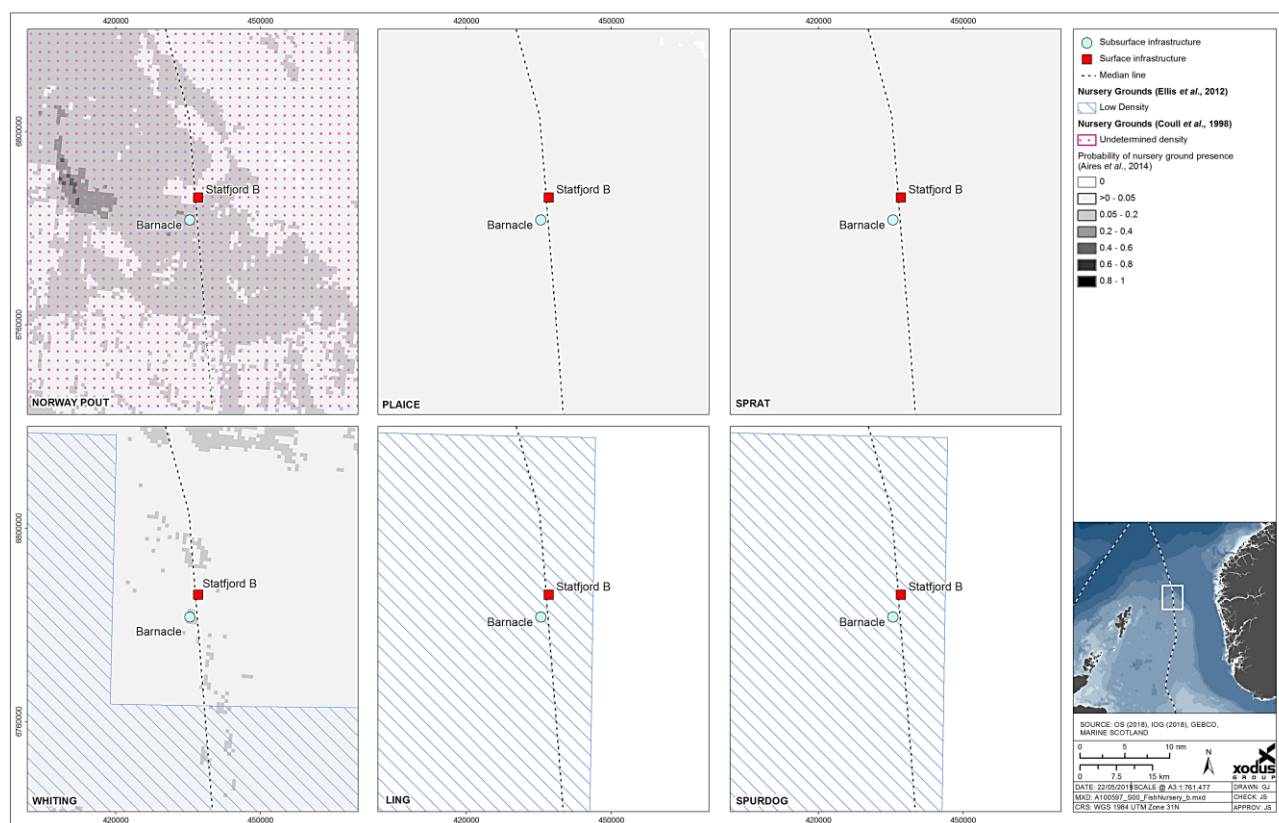 420000 450000 420000 450000 420000 450000
6800000
6760000
Statfjord B
Barnacle
NORWAY POUT
Statfjord B
Barnacle
PLAICE
Statfjord B
Barnacle
SPRAT
6800000
6760000
Statfjord B
Barnacle
WHITING
Statfjord B
Barnacle
LING
Statfjord B
Barnacle
SPURDOG
420000 450000 420000 450000 420000 450000
Subsurface infrastructure
Surface infrastructure
Median line
Nursery Grounds (Ellis et al., 2012)
Low Density
Nursery Grounds (Coull et al., 1998)
Undetermined density
Probability of nursery ground presence
(Aires et al., 2014)
0
>0 - 0.05
0.05 - 0.2
0.2 - 0.4
0.4 - 0.6
0.6 - 0.8
0.8 - 1
SOURCE: OS (2018), IOG (2018), GEBCO,
MARINE SCOTLAND
0 5 10 nm
0 7.5 15 km
N
xodus
GROUP
DATE: 22/05/2019 SCALE @ A3:1:761,477 DRAWN: GJ
MXD: A100597_S00_FishNursery_b.mxd CHECK: JS
CRS: WGS 1984 UTM Zone 31N APPROV: JS